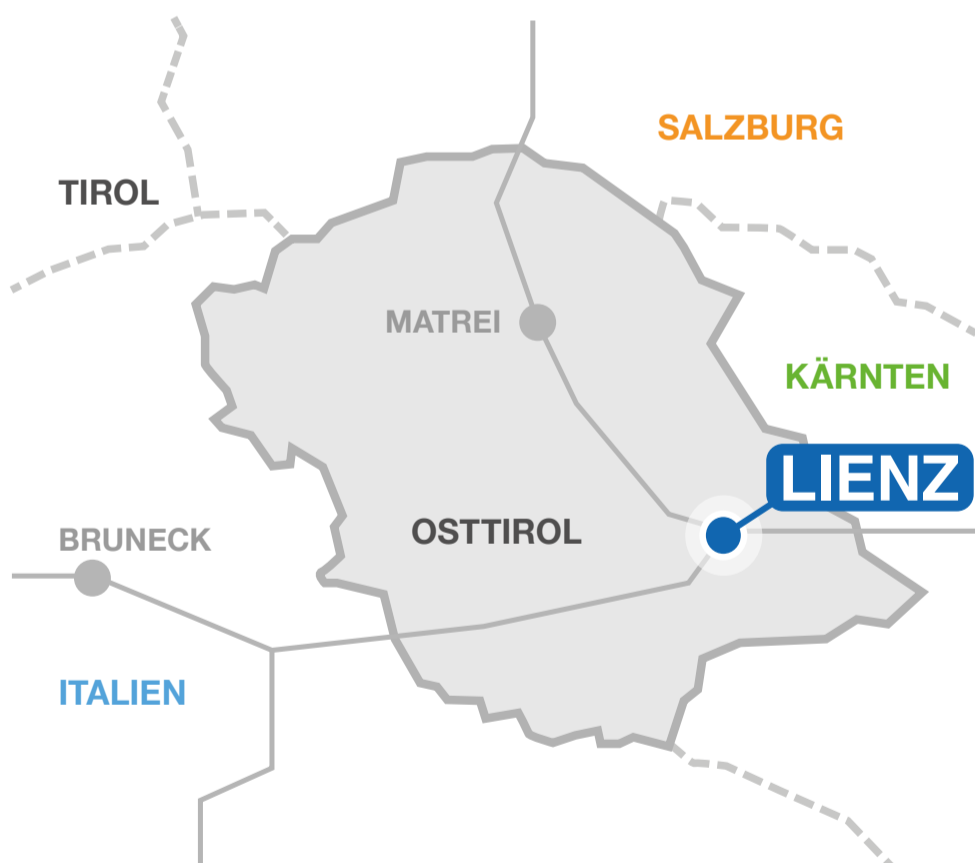 SALZBURG
TIROL
MATREI
KÄRNTEN
LIENZ
OSTTIROL
BRUNECK
ITALIEN